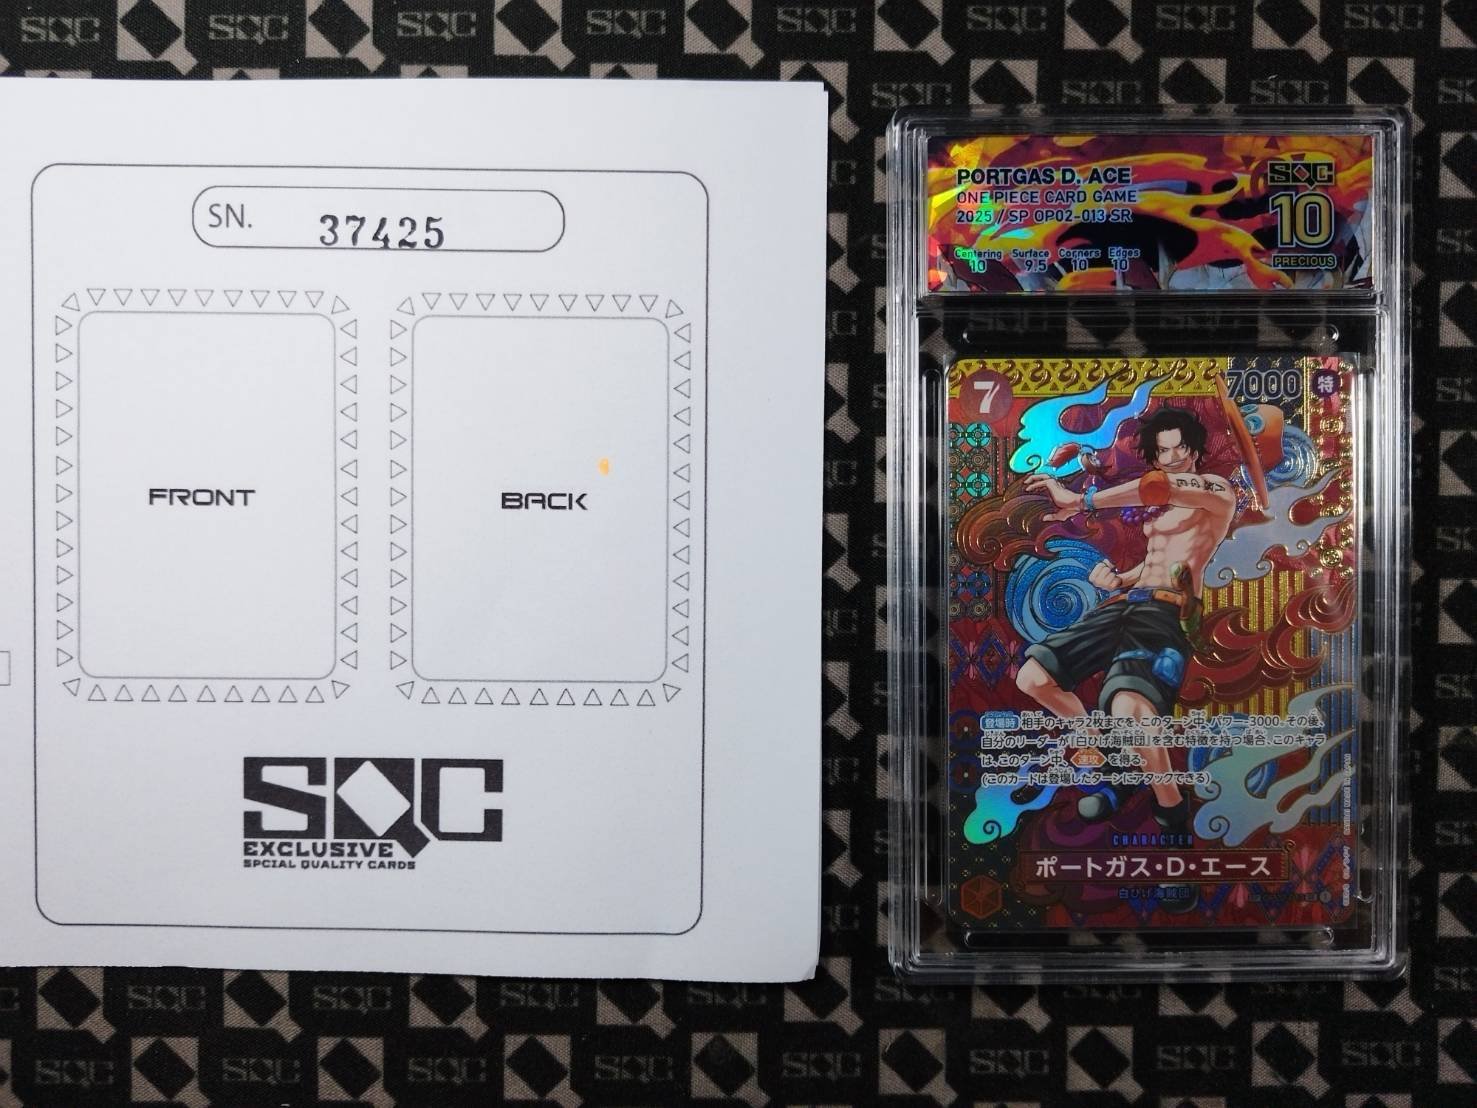 SN. 37425
FRONT
BACK
SQC
EXCLUSIVE
SPCIAL QUALITY CARDS
PORTGAS D. ACE
ONE PIECE CARD GAME
2025 / SP OP02-013 SR
Centering Surface Corners Edges
10 9.5 10 10
SQC
10
PRECIOUS
7
7000 特
登場時 相手のキャラ2枚までを、このターン中、パワー-3000。その後、
自分のリーダーが「白ひげ海賊団」を含む特徴を持つ場合、このキャラ
は、このターン中、速攻 を得る。
(このカードは登場したターンにアタックできる)
CHARACTER
ポートガス・D・エース
白ひげ海賊団